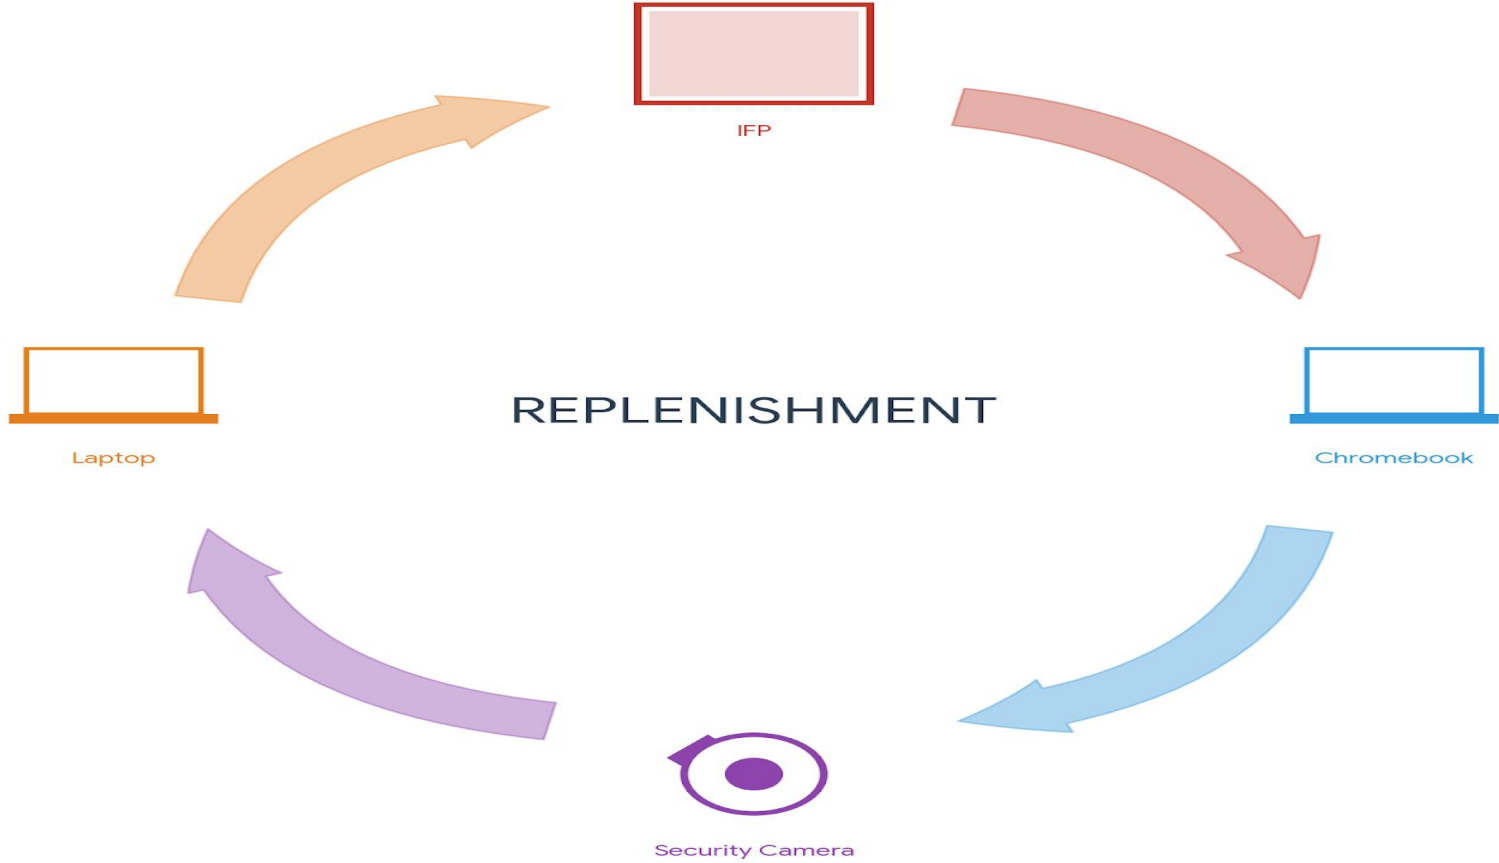 IFP
REPLENISHMENT
Laptop
Chromebook
Security Camera